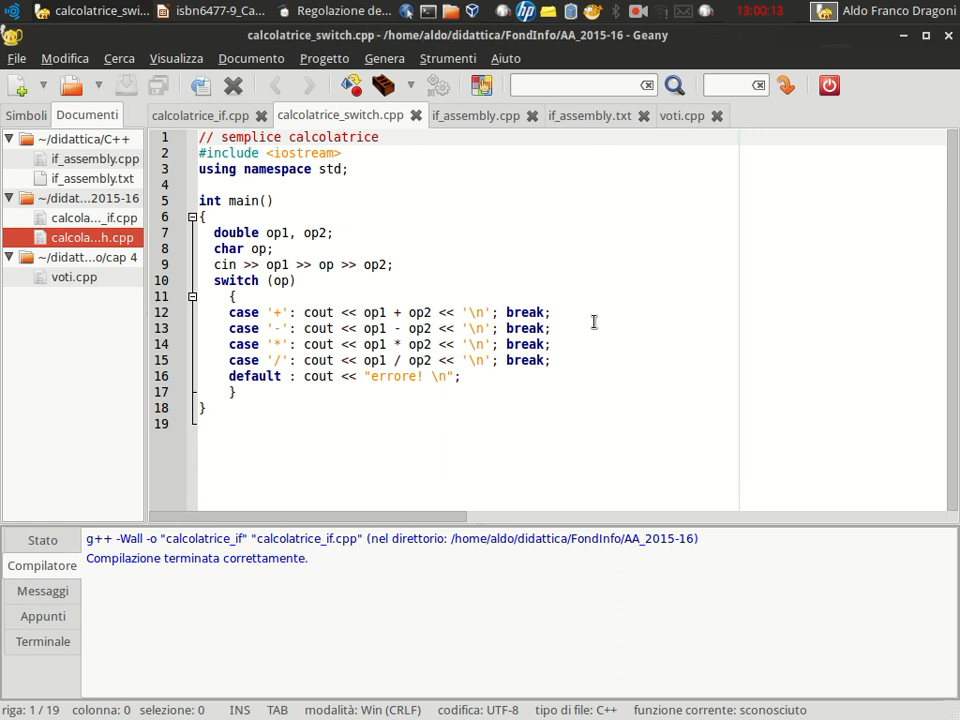 calcolatrice_swi...
isbn6477-9_Ca...
Regolazione de...
13:00:13
Aldo Franco Dragoni
calcolatrice_switch.cpp - /home/aldo/didattica/FondInfo/AA_2015-16 - Geany
File Modifica Cerca Visualizza Documento Progetto Genera Strumenti Aiuto
Simboli Documenti
calcolatrice_if.cpp calcolatrice_switch.cpp if_assembly.cpp if_assembly.txt voti.cpp
~/didattica/C++
if_assembly.cpp
if_assembly.txt
~/didat...2015-16
calcola..._if.cpp
calcola...h.cpp
~/didatt...o/cap 4
voti.cpp
1 // semplice calcolatrice
2 #include <iostream>
3 using namespace std;
4
5 int main()
6 {
7 double op1, op2;
8 char op;
9 cin >> op1 >> op >> op2;
10 switch (op)
11 {
12 case '+': cout << op1 + op2 << '\n'; break;
13 case '-': cout << op1 - op2 << '\n'; break;
14 case '*': cout << op1 * op2 << '\n'; break;
15 case '/': cout << op1 / op2 << '\n'; break;
16 default : cout << "errore! \n";
17 }
18 }
19
Stato
Compilatore
Messaggi
Appunti
Terminale
g++ -Wall -o "calcolatrice_if" "calcolatrice_if.cpp" (nel direttorio: /home/aldo/didattica/FondInfo/AA_2015-16)
Compilazione terminata correttamente.
riga: 1 / 19 colonna: 0 selezione: 0 INS TAB modalità: Win (CRLF) codifica: UTF-8 tipo di file: C++ funzione corrente: sconosciuto